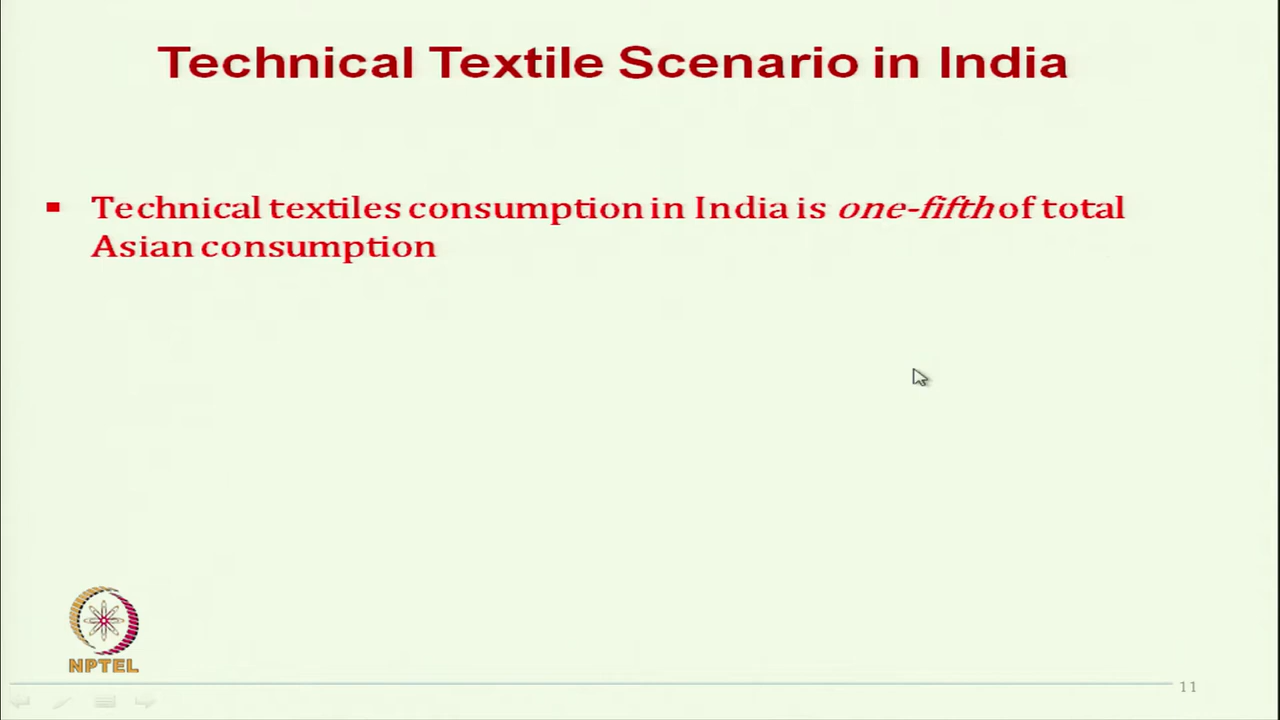 Technical Textile Scenario in India
Technical textiles consumption in India is one-fifth of total
Asian consumption
NPTEL
11